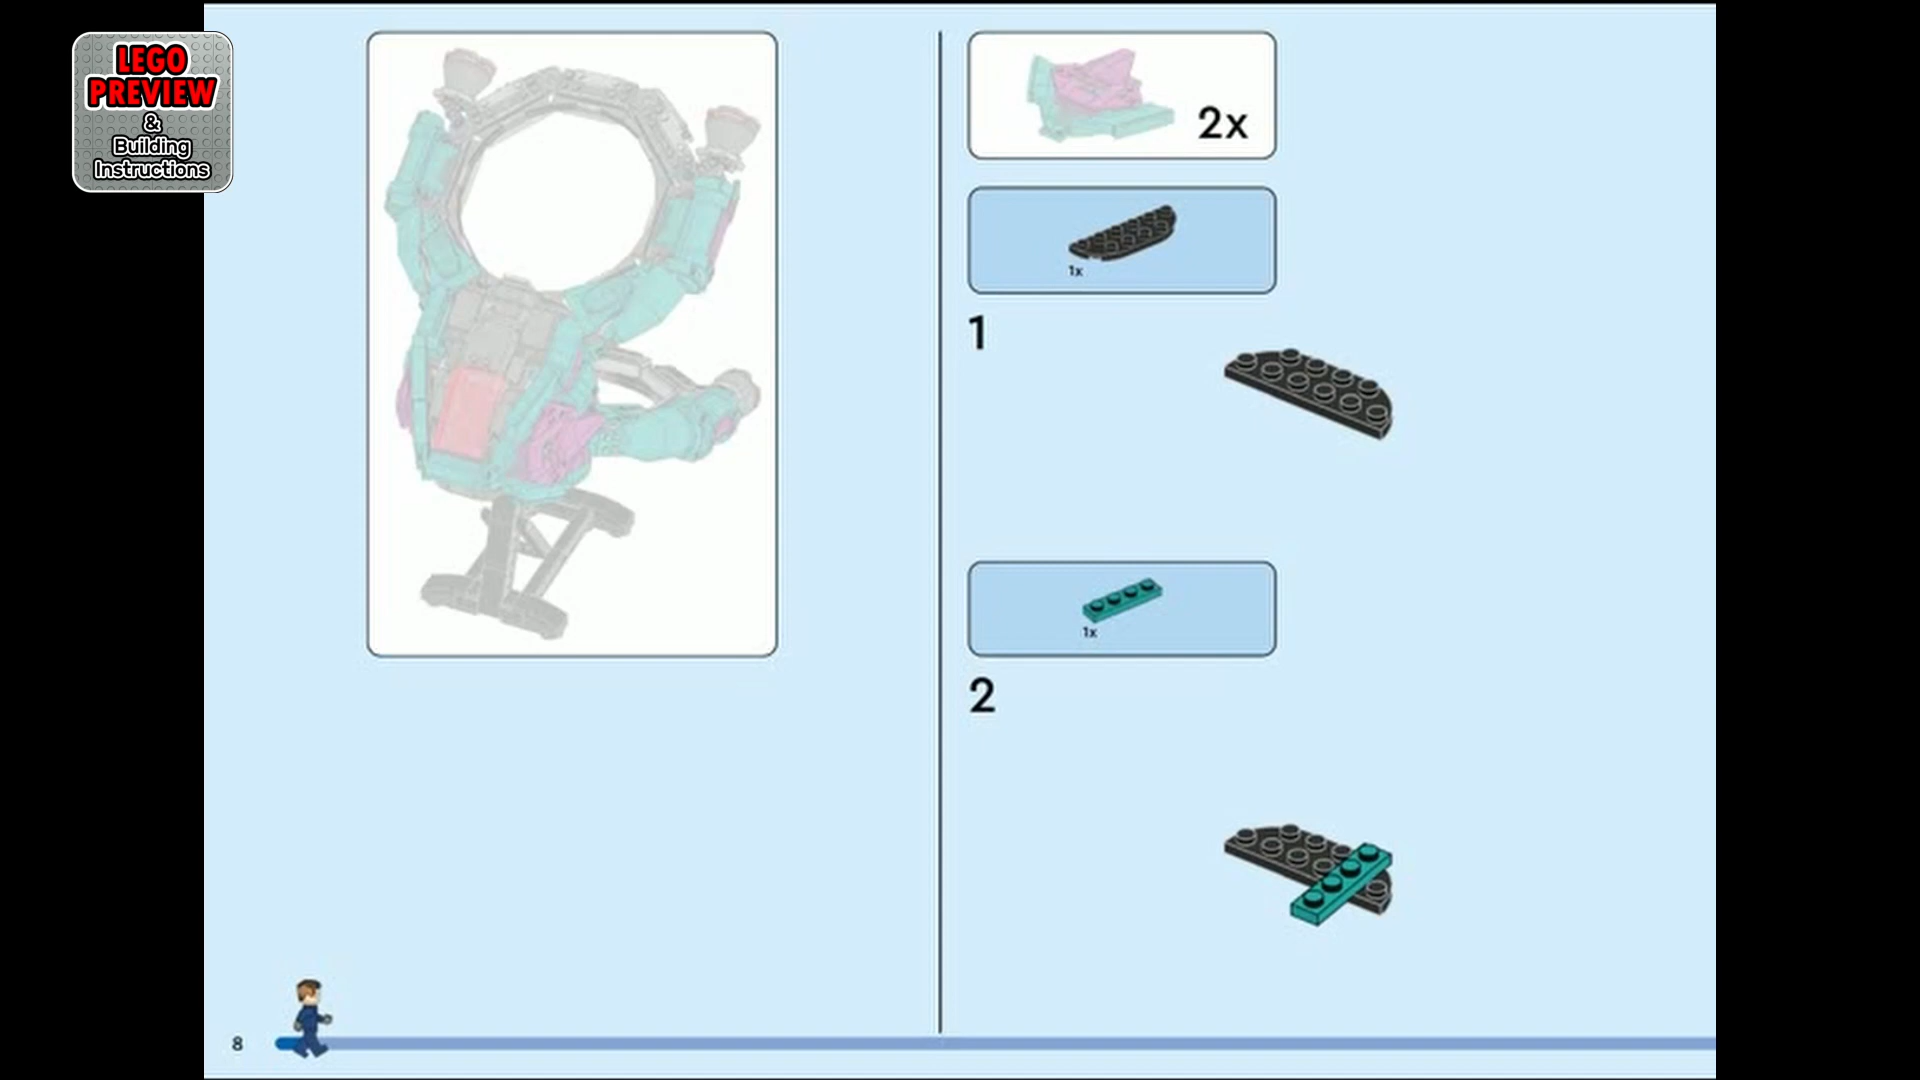 LEGO
PREVIEW
&
Building
Instructions
2x
1x
1
1x
2
8